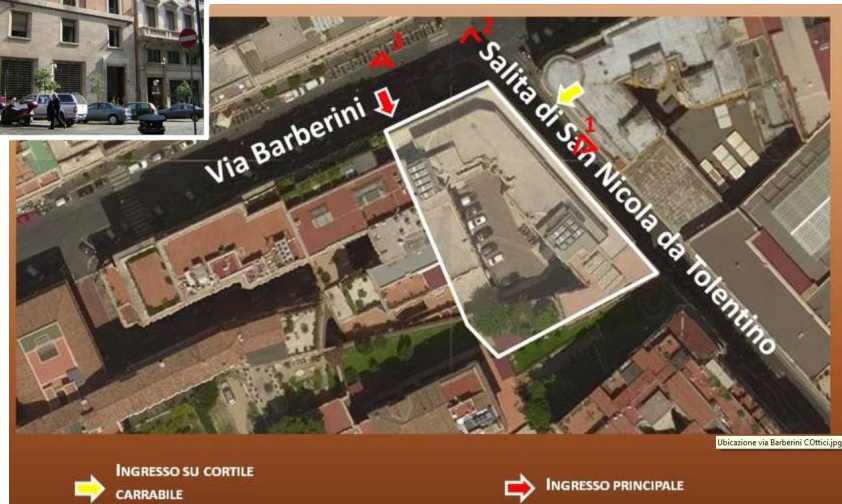 3
2
1
Via Barberini
Salita di San Nicola da Tolentino
Ubicazione via Barberini COttici.jpg
INGRESSO SU CORTILE
CARRABILE
INGRESSO PRINCIPALE